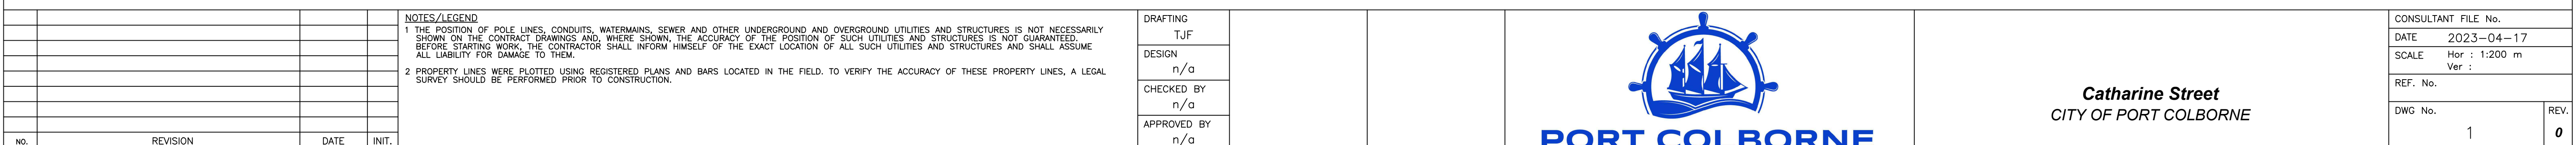 NO.
REVISION
DATE
INIT.
NOTES/LEGEND
1 THE POSITION OF POLE LINES, CONDUITS, WATERMAINS, SEWER AND OTHER UNDERGROUND AND OVERGROUND UTILITIES AND STRUCTURES IS NOT NECESSARILY
SHOWN ON THE CONTRACT DRAWINGS AND, WHERE SHOWN, THE ACCURACY OF THE POSITION OF SUCH UTILITIES AND STRUCTURES IS NOT GUARANTEED.
BEFORE STARTING WORK, THE CONTRACTOR SHALL INFORM HIMSELF OF THE EXACT LOCATION OF ALL SUCH UTILITIES AND STRUCTURES AND SHALL ASSUME
ALL LIABILITY FOR DAMAGE TO THEM.
2 PROPERTY LINES WERE PLOTTED USING REGISTERED PLANS AND BARS LOCATED IN THE FIELD. TO VERIFY THE ACCURACY OF THESE PROPERTY LINES, A LEGAL
SURVEY SHOULD BE PERFORMED PRIOR TO CONSTRUCTION.
DRAFTING
TJF
DESIGN
n/a
CHECKED BY
n/a
APPROVED BY
n/a
PORT COLBORNE
Catharine Street
CITY OF PORT COLBORNE
CONSULTANT FILE No.
DATE 2023-04-17
SCALE Hor : 1:200 m
Ver :
REF. No.
DWG No.
1
REV.
0